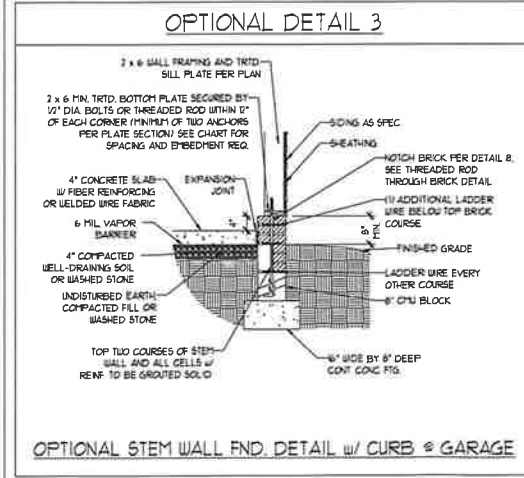 OPTIONAL DETAIL 3
2 x 6 WALL FRAMING AND TRTD
SILL PLATE PER PLAN
2 x 6 MIN. TRTD. BOTTOM PLATE SECURED BY
1/2" DIA. BOLTS OR THREADED ROD WITHIN 12"
OF EACH CORNER (MINIMUM OF TWO ANCHORS
PER PLATE SECTION) SEE CHART FOR
SPACING AND EMBEDMENT REQ.
SIDING AS SPEC.
SHEATHING
NOTCH BRICK PER DETAIL 8,
SEE THREADED ROD
THROUGH BRICK DETAIL
4" CONCRETE SLAB
W/ FIBER REINFORCING
OR WELDED WIRE FABRIC
EXPANSION
JOINT
4"
(1) ADDITIONAL LADDER
WIRE BELOW TOP BRICK
COURSE
8"
MIN.
6 MIL VAPOR
BARRIER
FINISHED GRADE
4" COMPACTED
WELL-DRAINING SOIL
OR WASHED STONE
LADDER WIRE EVERY
OTHER COURSE
UNDISTURBED EARTH,
COMPACTED FILL OR
WASHED STONE
8" CMU BLOCK
TOP TWO COURSES OF STEM
WALL AND ALL CELLS w/
REINF TO BE GROUTED SOLID
16" WIDE BY 8" DEEP
CONT CONC FTG.
OPTIONAL STEM WALL FND. DETAIL w/ CURB @ GARAGE